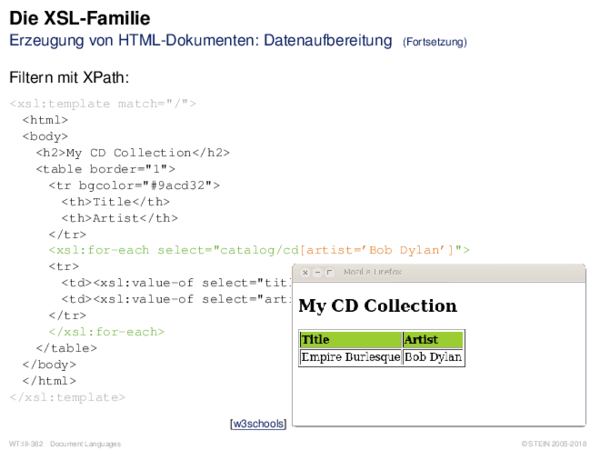 Die XSL-Familie
Erzeugung von HTML-Dokumenten: Datenaufbereitung (Fortsetzung)
Filtern mit XPath:
<xsl:template match="/">
<html>
<body>
<h2>My CD Collection</h2>
<table border="1">
<tr bgcolor="#9acd32">
<th>Title</th>
<th>Artist</th>
</tr>
<xsl:for-each select="catalog/cd[artist=’Bob Dylan’]">
<tr>
<td><xsl:value-of select="titl
<td><xsl:value-of select="arti
</tr>
</xsl:for-each>
</table>
</body>
</html>
</xsl:template>
Mozilla Firefox
My CD Collection
Title Artist
Empire Burlesque Bob Dylan
[w3schools]
WT:III-382 Document Languages
© STEIN 2005-2018